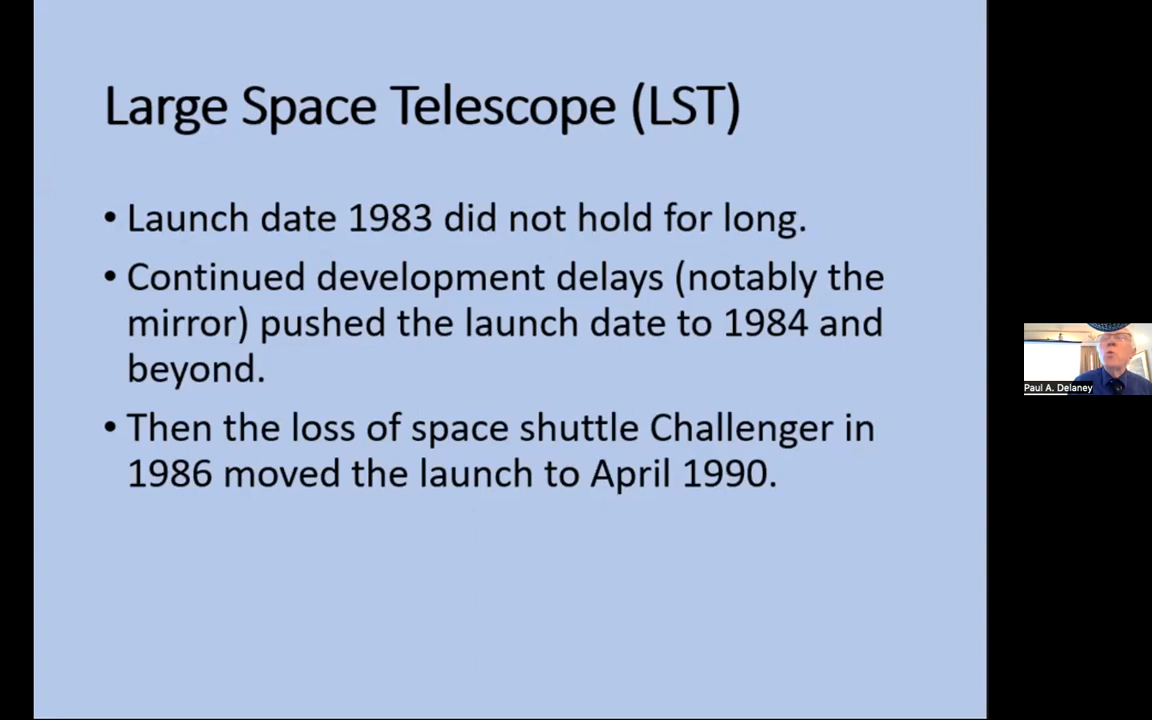 Large Space Telescope (LST)
• Launch date 1983 did not hold for long.
• Continued development delays (notably the
mirror) pushed the launch date to 1984 and
beyond.
• Then the loss of space shuttle Challenger in
1986 moved the launch to April 1990.
Paul A. Delaney